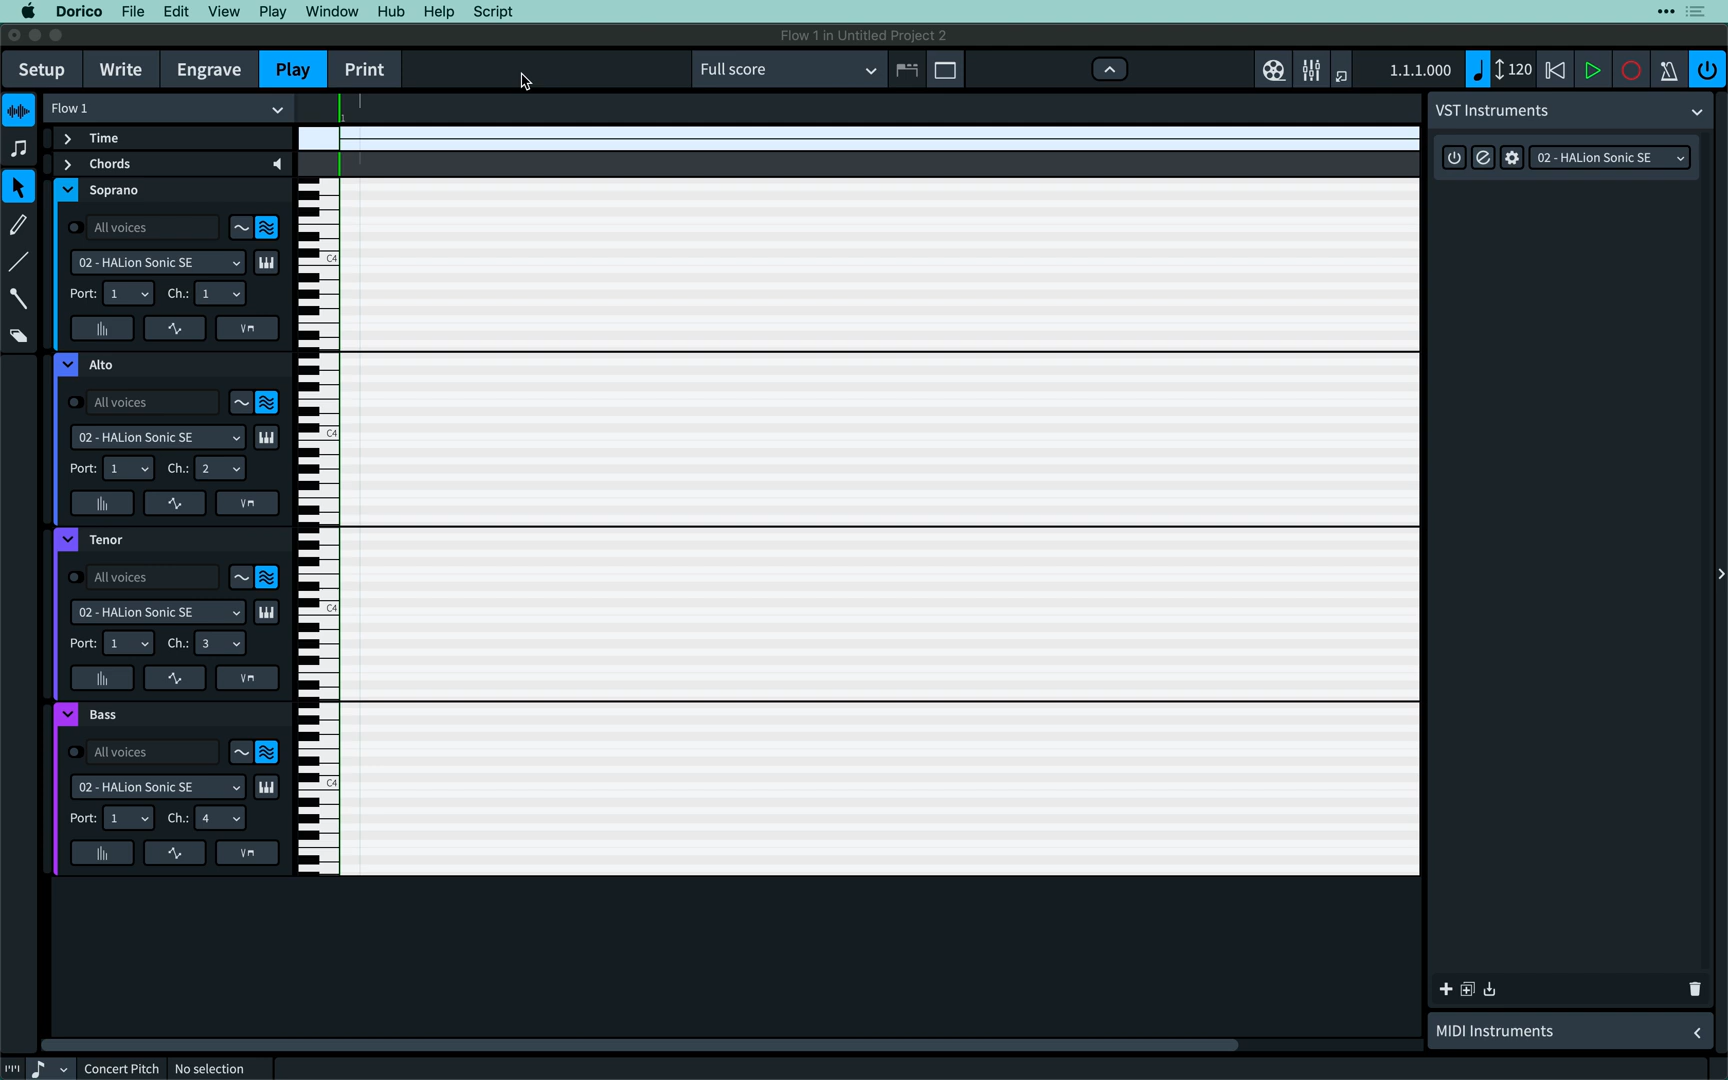 Dorico File Edit View Play Window Hub Help Script
Flow 1 in Untitled Project 2
Setup Write Engrave Play Print Full score 1.1.1.000 120
Flow 1 1 VST Instruments
Time
Chords 02 - HALion Sonic SE
Soprano
All voices
02 - HALion Sonic SE C4
Port: 1 Ch.: 1
Alto
All voices
02 - HALion Sonic SE C4
Port: 1 Ch.: 2
Tenor
All voices
02 - HALion Sonic SE C4
Port: 1 Ch.: 3
Bass
All voices
02 - HALion Sonic SE C4
Port: 1 Ch.: 4
MIDI Instruments
Concert Pitch No selection